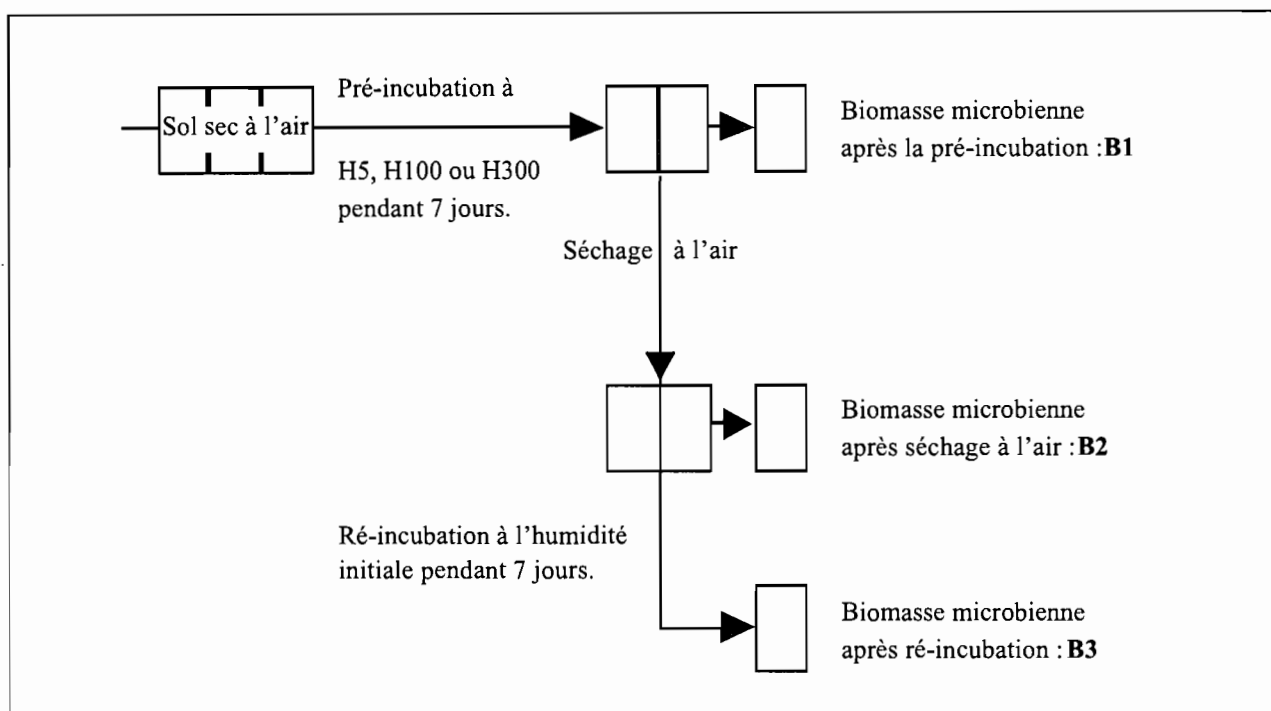 Pré-incubation à
Sol sec à l'air
H5, H100 ou H300
pendant 7 jours.
Biomasse microbienne
après la pré-incubation : B1
Séchage à l'air
Biomasse microbienne
après séchage à l'air : B2
Ré-incubation à l'humidité
initiale pendant 7 jours.
Biomasse microbienne
après ré-incubation : B3